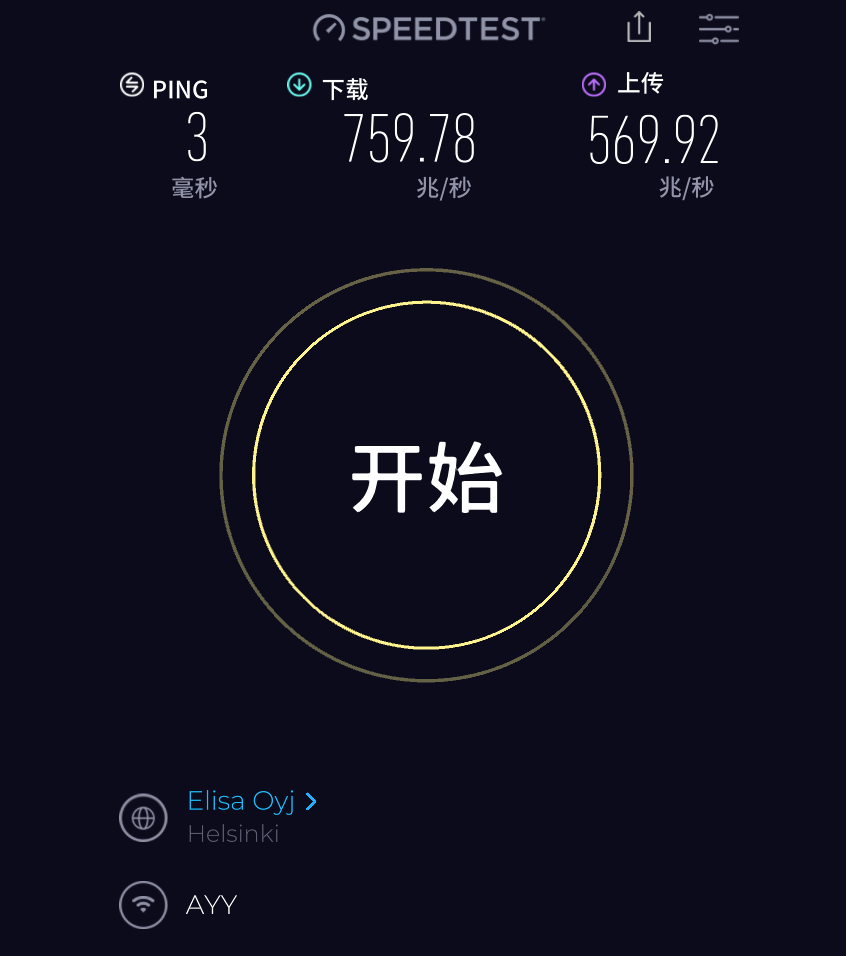 SPEEDTEST
PING 下载 上传
3 759.78 569.92
毫秒 兆/秒 兆/秒
开始
Elisa Oyj
Helsinki
AYY